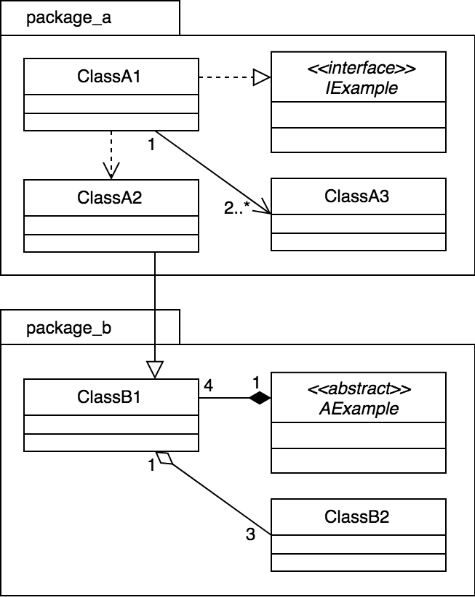 package_a
ClassA1
<<interface>>
IExample
1
ClassA2
ClassA3
2..*
package_b
ClassB1
4
1
<<abstract>>
AExample
1
ClassB2
3